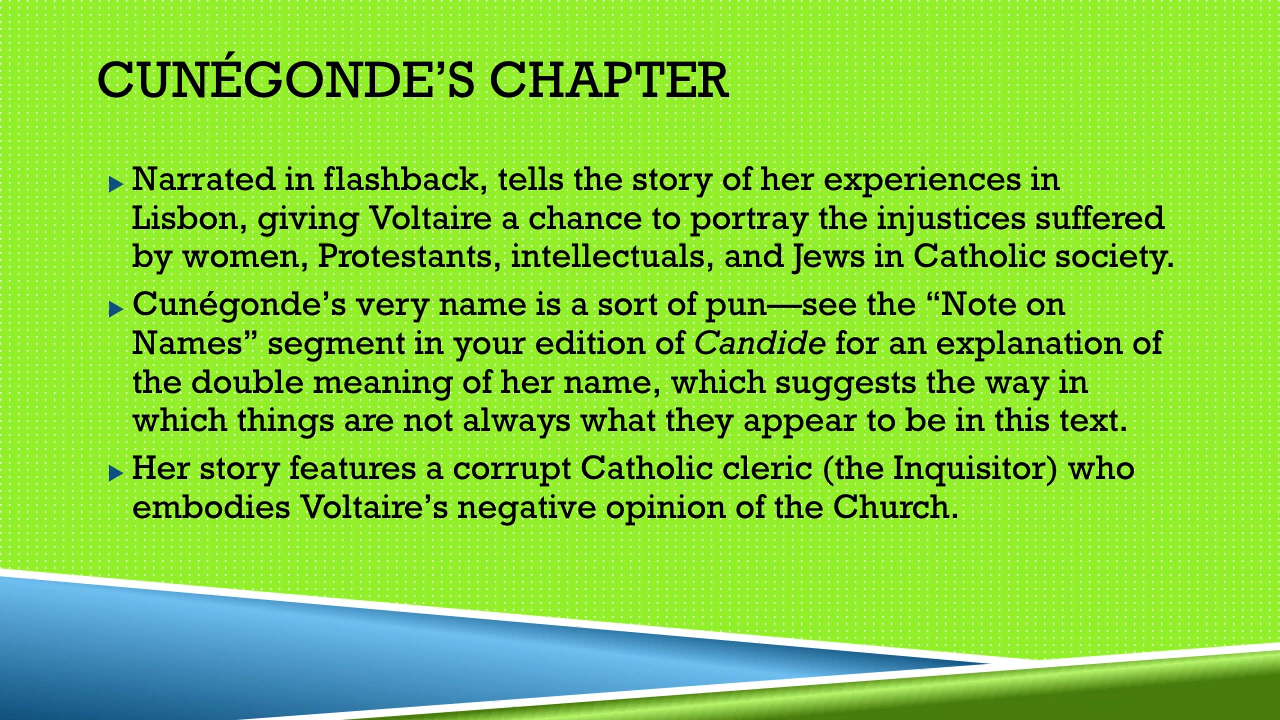 CUNÉGONDE’S CHAPTER
Narrated in flashback, tells the story of her experiences in
Lisbon, giving Voltaire a chance to portray the injustices suffered
by women, Protestants, intellectuals, and Jews in Catholic society.
Cunégonde’s very name is a sort of pun—see the “Note on
Names” segment in your edition of Candide for an explanation of
the double meaning of her name, which suggests the way in
which things are not always what they appear to be in this text.
Her story features a corrupt Catholic cleric (the Inquisitor) who
embodies Voltaire’s negative opinion of the Church.